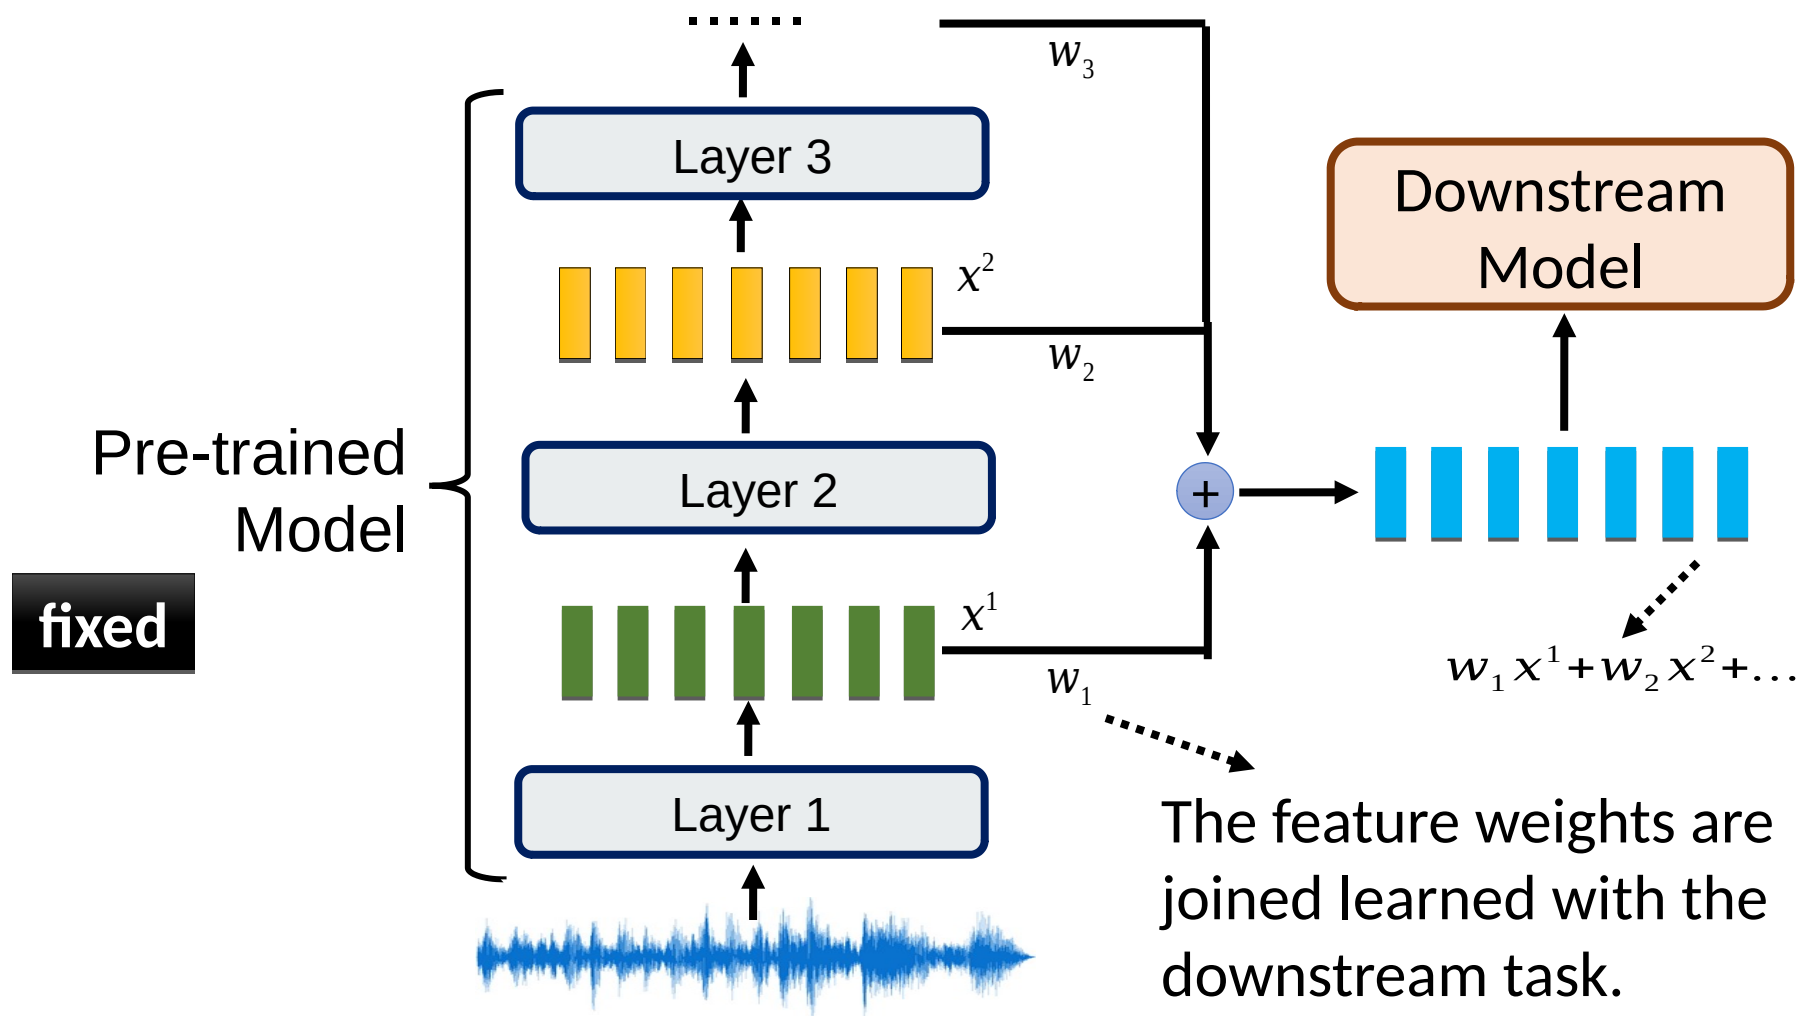 w₃
Layer 3
x²
w₂
Downstream
Model
Pre-trained
Model
Layer 2
+
fixed
x¹
w₁
w₁x¹+w₂x²+…
Layer 1
The feature weights are
joined learned with the
downstream task.